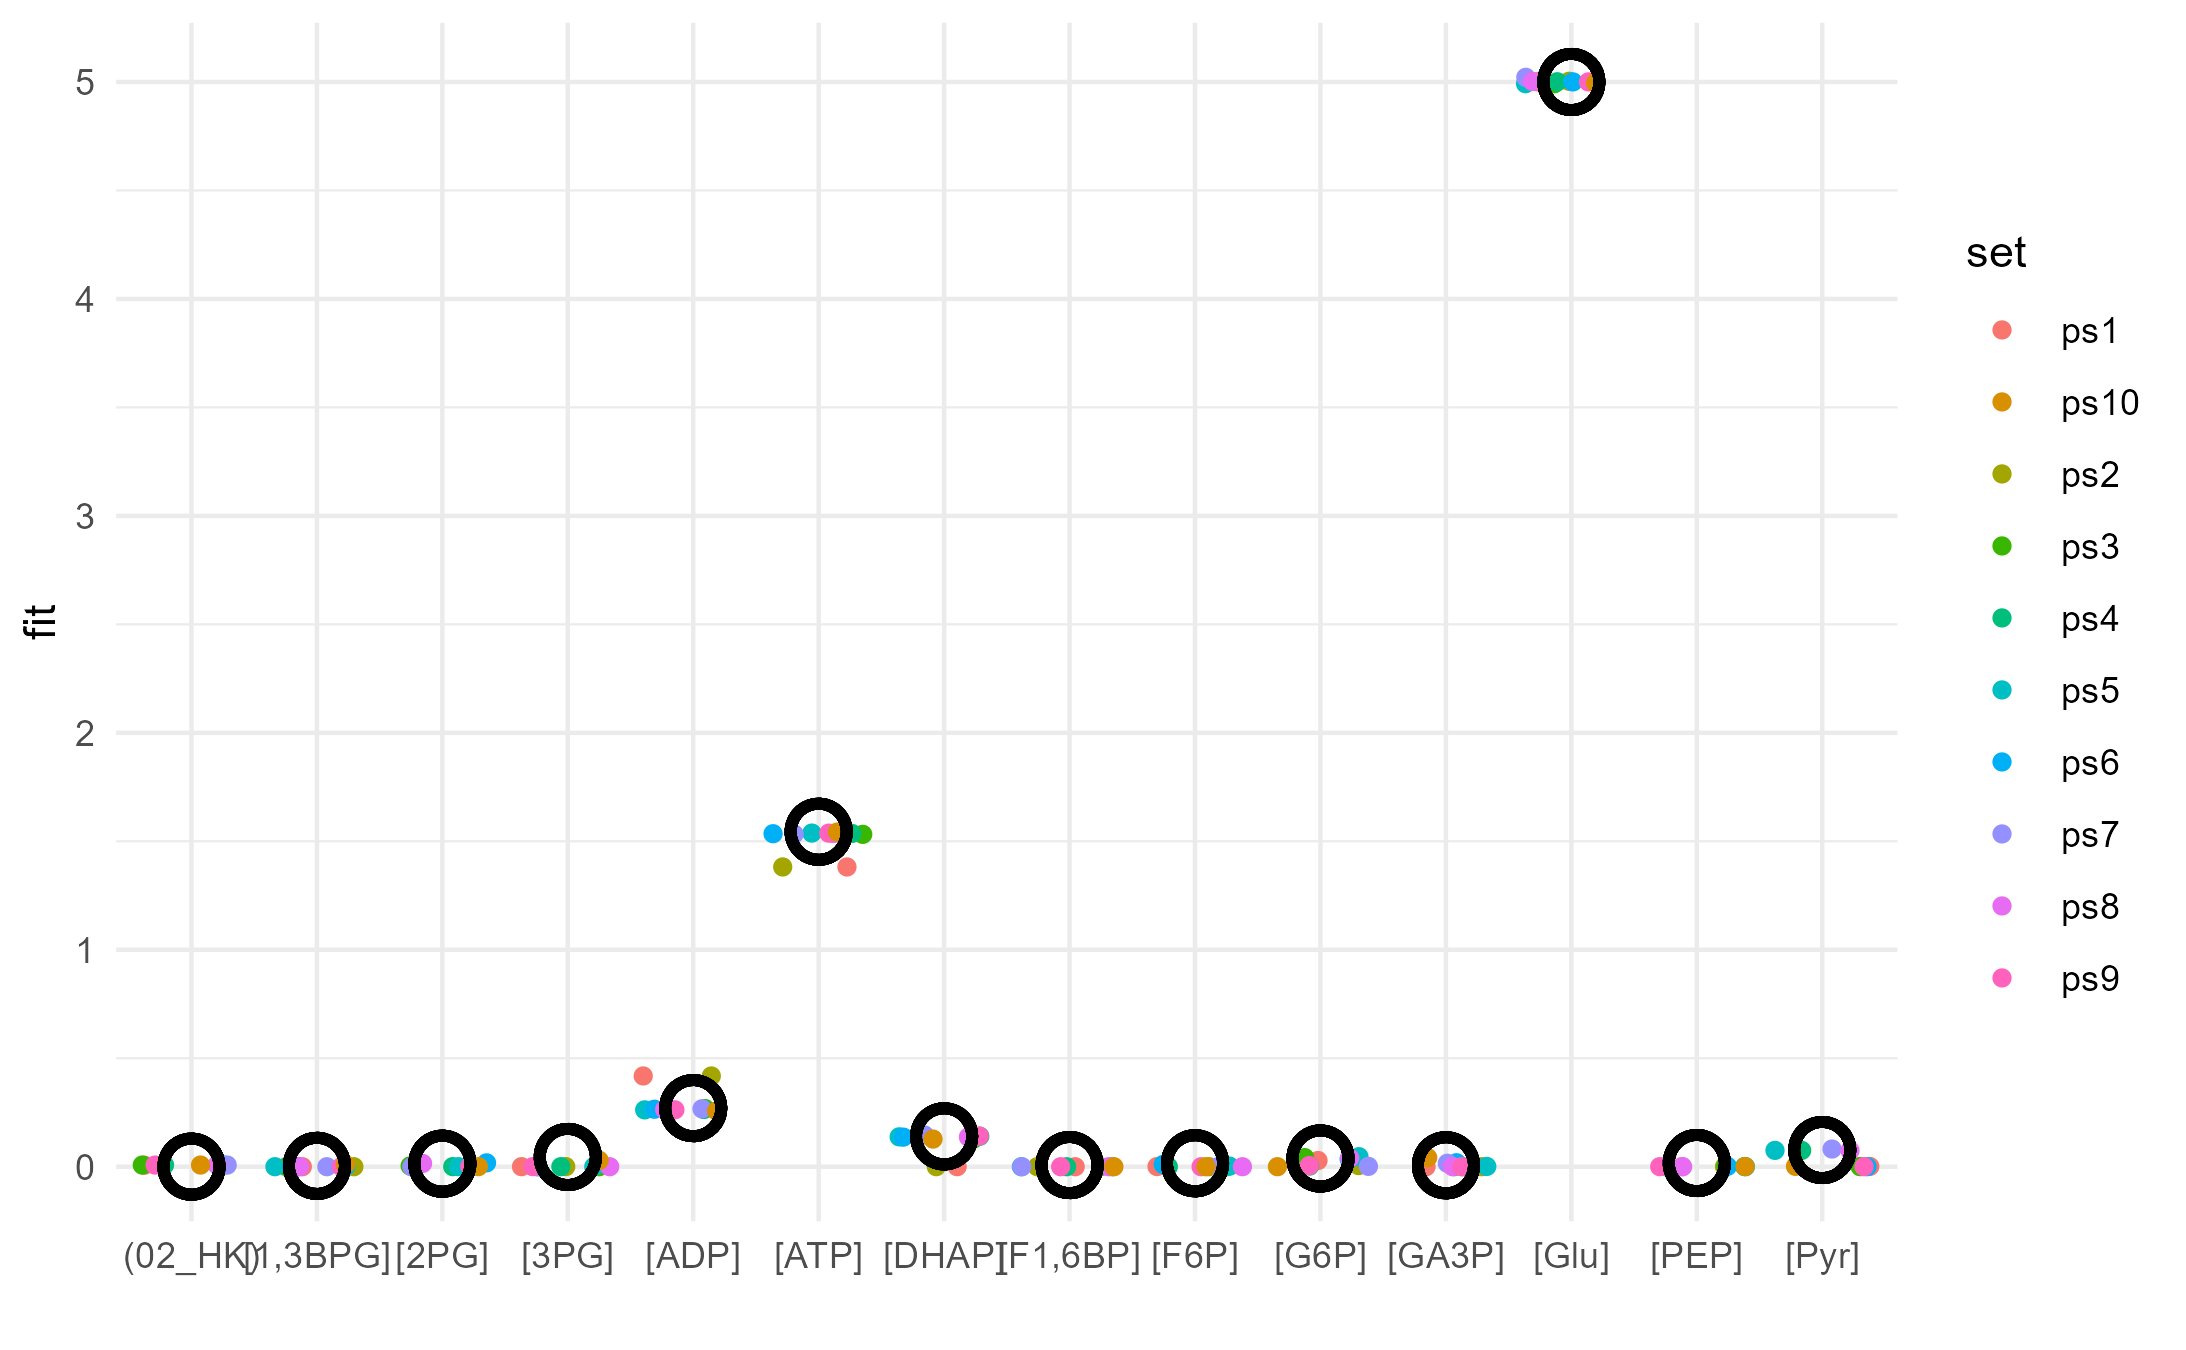 5
4
3
2
1
0
fit
(02_HK)
[1,3BPG]
[2PG]
[3PG]
[ADP]
[ATP]
[DHAP]
[F1,6BP]
[F6P]
[G6P]
[GA3P]
[Glu]
[PEP]
[Pyr]
set
ps1
ps10
ps2
ps3
ps4
ps5
ps6
ps7
ps8
ps9